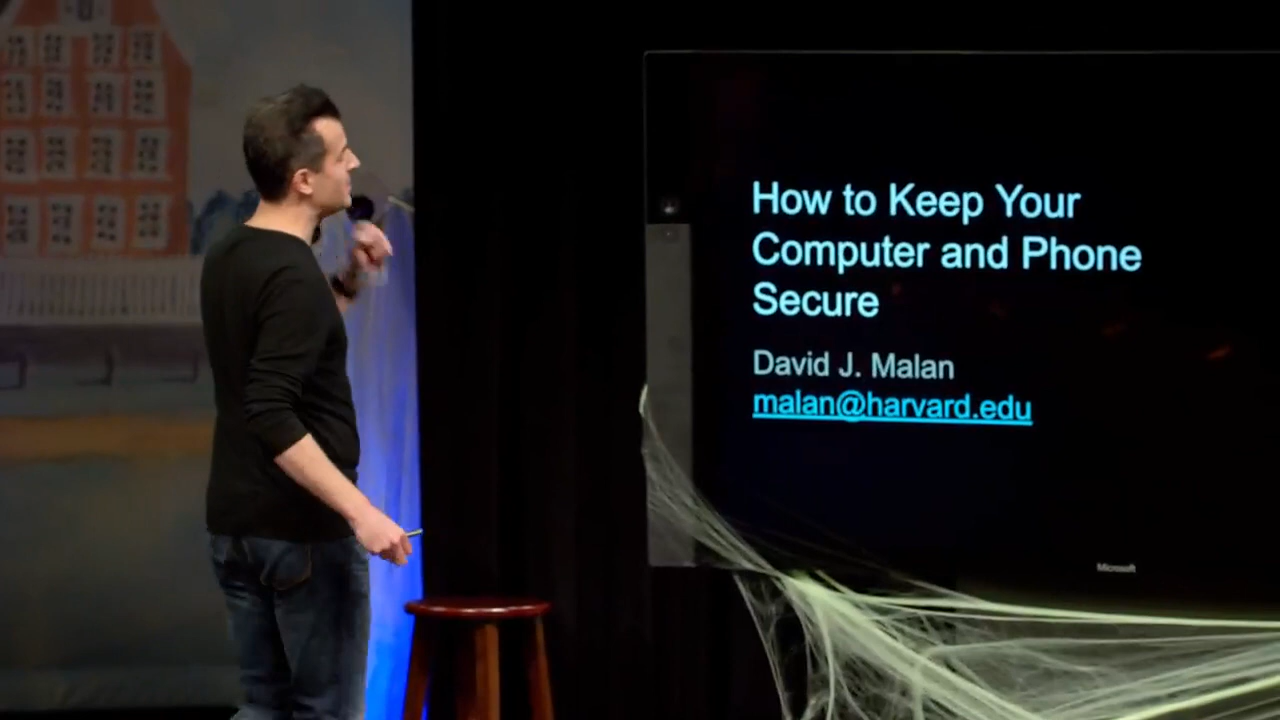 How to Keep Your
Computer and Phone
Secure
David J. Malan
malan@harvard.edu
Microsoft